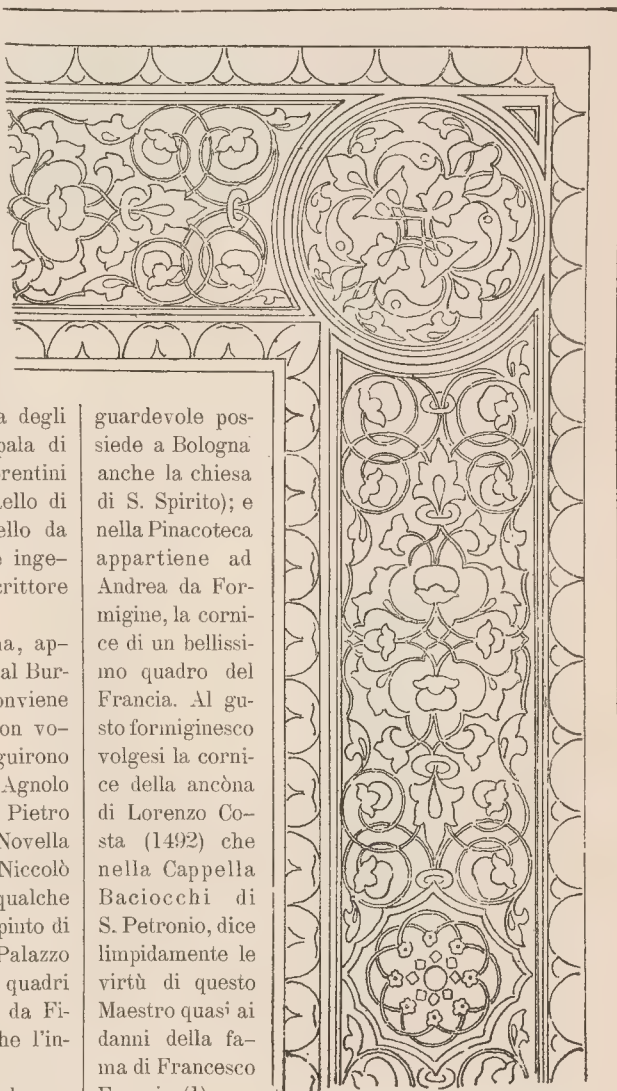 a degli
pala di
rentini
ello di
ello da
e inge-
crittore
na, ap-
al Bur-
onviene
on vo-
guirono
Agnolo
Pietro
Novella
Niccolò
qualche
pinto di
Palazzo
quadri
da Fi-
he l'in-
guardevole pos-
siede a Bologna
anche la chiesa
di S. Spirito); e
nella Pinacoteca
appartiene ad
Andrea da For-
migine, la corni-
ce di un bellissi-
mo quadro del
Francia. Al gu-
sto formiginesco
volgesi la corni-
ce della ancòna
di Lorenzo Co-
sta (1492) che
nella Cappella
Baciocchi di
S. Petronio, dice
limpidamente le
virtù di questo
Maestro quasi ai
danni della fa-
ma di Francesco